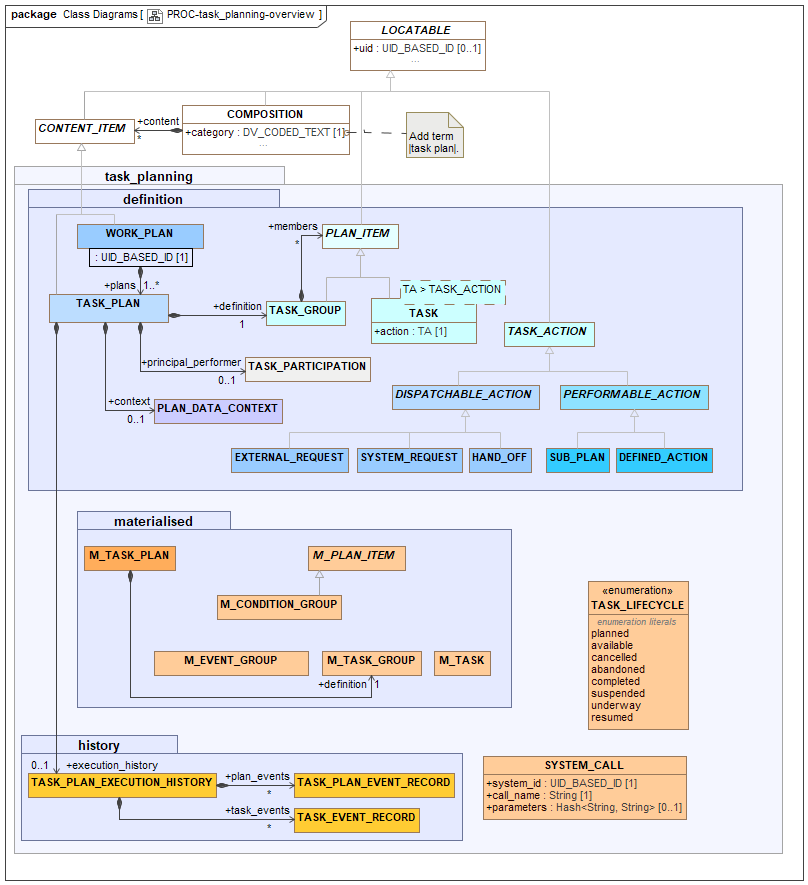 package Class Diagrams [ PROC-task_planning-overview ]
LOCATABLE
+uid : UID_BASED_ID [0..1]
...
CONTENT_ITEM
+content
*
COMPOSITION
+category : DV_CODED_TEXT [1]
...
Add term
|task plan|.
task_planning
definition
WORK_PLAN
: UID_BASED_ID [1]
+plans
1..*
TASK_PLAN
+definition
1
+members
*
PLAN_ITEM
TASK_GROUP
TA > TASK_ACTION
TASK
+action : TA [1]
TASK_ACTION
+principal_performer
0..1
TASK_PARTICIPATION
+context
0..1
PLAN_DATA_CONTEXT
DISPATCHABLE_ACTION
PERFORMABLE_ACTION
EXTERNAL_REQUEST
SYSTEM_REQUEST
HAND_OFF
SUB_PLAN
DEFINED_ACTION
materialised
M_TASK_PLAN
M_PLAN_ITEM
M_CONDITION_GROUP
M_EVENT_GROUP
M_TASK_GROUP
M_TASK
+definition
1
«enumeration»
TASK_LIFECYCLE
enumeration literals
planned
available
cancelled
abandoned
completed
suspended
underway
resumed
history
0..1
+execution_history
TASK_PLAN_EXECUTION_HISTORY
+plan_events
*
TASK_PLAN_EVENT_RECORD
+task_events
*
TASK_EVENT_RECORD
SYSTEM_CALL
+system_id : UID_BASED_ID [1]
+call_name : String [1]
+parameters : Hash<String, String> [0..1]